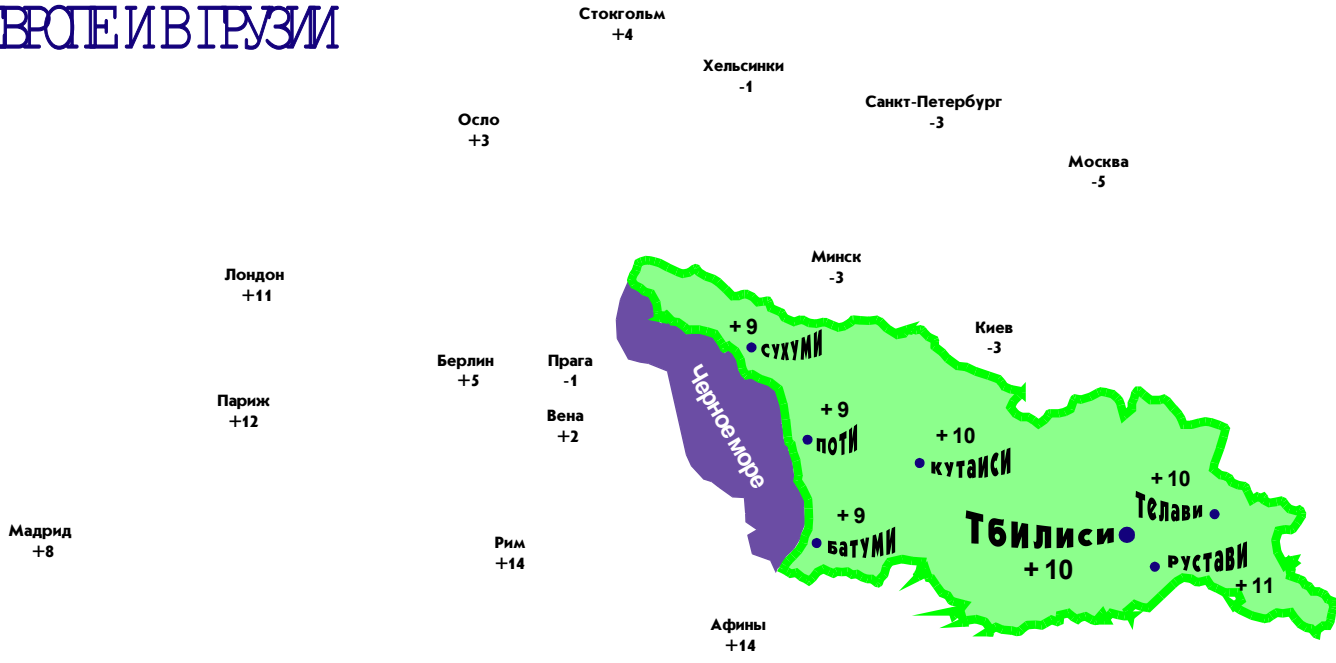 ВРОПЕ И В ГРУЗИИ
Стокгольм
+4
Хельсинки
-1
Санкт-Петербург
-3
Осло
+3
Москва
-5
Минск
-3
Лондон
+11
Киев
-3
+ 9
СУХУМИ
Берлин
+5
Прага
-1
Париж
+12
Вена
+2
Черное море
+ 9
ПОТИ
+ 10
КУТАИСИ
+ 10
Телави
Мадрид
+8
Рим
+14
+ 9
БАТУМИ
Тбилиси
+ 10
РУСТАВИ
+ 11
Афины
+14